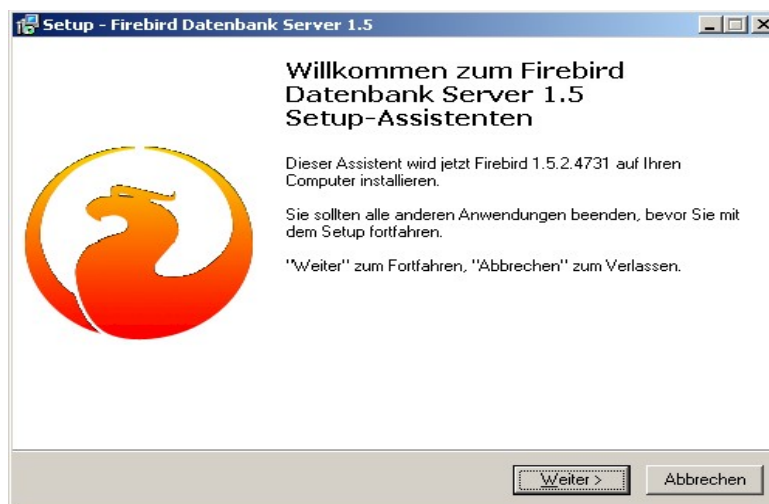 Setup - Firebird Datenbank Server 1.5
Willkommen zum Firebird
Datenbank Server 1.5
Setup-Assistenten
Dieser Assistent wird jetzt Firebird 1.5.2.4731 auf Ihren
Computer installieren.
Sie sollten alle anderen Anwendungen beenden, bevor Sie mit
dem Setup fortfahren.
"Weiter" zum Fortfahren, "Abbrechen" zum Verlassen.
Weiter >
Abbrechen